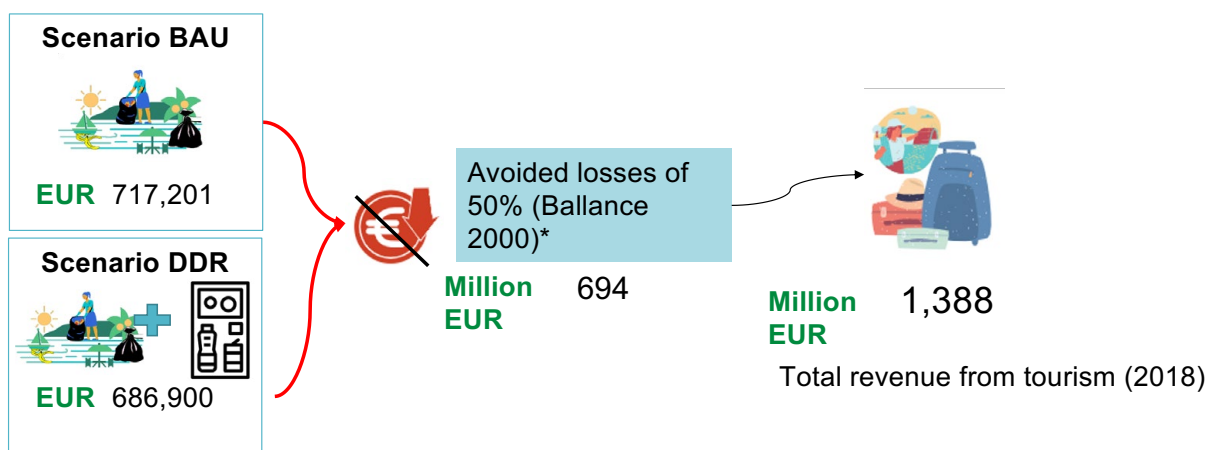 Scenario BAU
EUR 717,201
Scenario DDR
EUR 686,900
Avoided losses of
50% (Ballance
2000)*
Million 694
EUR
Million 1,388
EUR
Total revenue from tourism (2018)